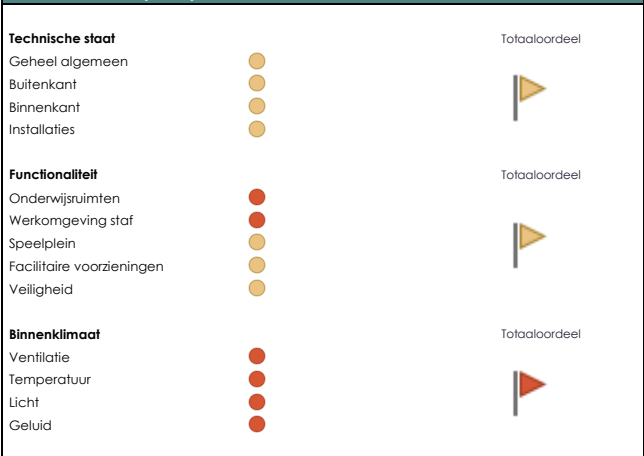 Technische staat
Totaaloordeel
Geheel algemeen
Buitenkant
Binnenkant
Installaties
Functionaliteit
Totaaloordeel
Onderwijsruimten
Werkomgeving staf
Speelplein
Facilitaire voorzieningen
Veiligheid
Binnenklimaat
Totaaloordeel
Ventilatie
Temperatuur
Licht
Geluid